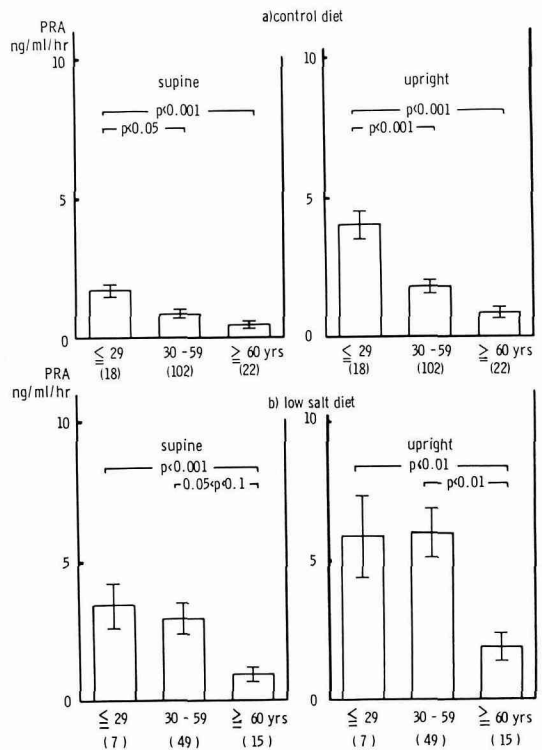 a)control diet
PRA
ng/ml/hr
10
supine
p<0.001
p<0.05
5
0
≦ 29
30 - 59
≧ 60 yrs
(18)
(102)
(22)
10
upright
p<0.001
p<0.001
5
0
≦ 29
30 - 59
≧ 60 yrs
(18)
(102)
(22)
b) low salt diet
PRA
ng/ml/hr
10
supine
p<0.001
0.05<p<0.1
5
0
≦ 29
30 - 59
≧ 60 yrs
(7)
(49)
(15)
10
upright
p<0.01
p<0.01
5
0
≦ 29
30 - 59
≧ 60 yrs
(7)
(49)
(15)